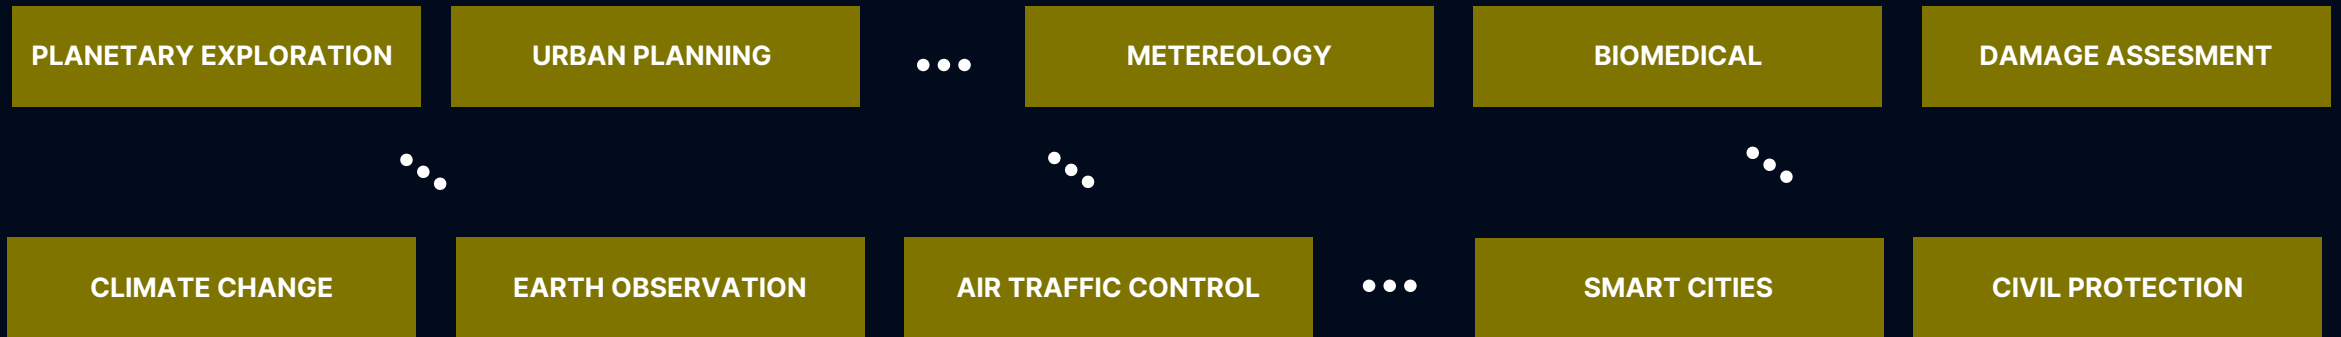 PLANETARY EXPLORATION
URBAN PLANNING
METEREOLOGY
BIOMEDICAL
DAMAGE ASSESMENT
CLIMATE CHANGE
EARTH OBSERVATION
AIR TRAFFIC CONTROL
SMART CITIES
CIVIL PROTECTION